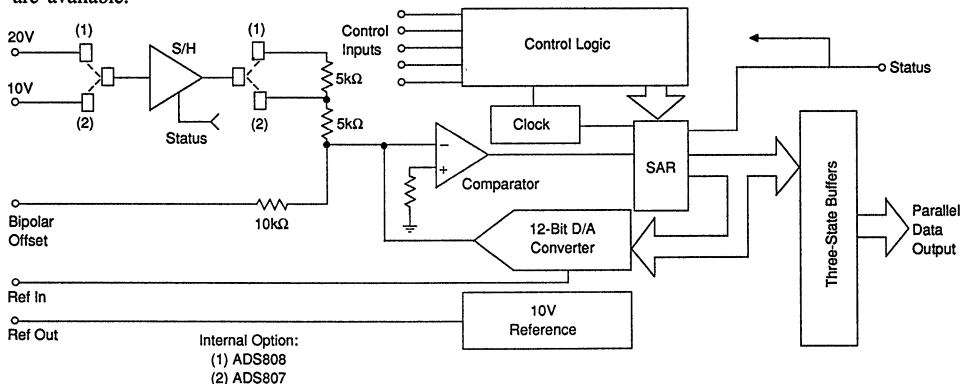 are available.
(1)
(1)
20V
S/H
Control
Inputs
Control Logic
5kΩ
Status
10V
(2)
(2)
5kΩ
Clock
Status
SAR
Comparator
Three-State Buffers
Parallel
Data
Output
10kΩ
Bipolar
Offset
12-Bit D/A
Converter
Ref In
10V
Reference
Ref Out
Internal Option:
(1) ADS808
(2) ADS807